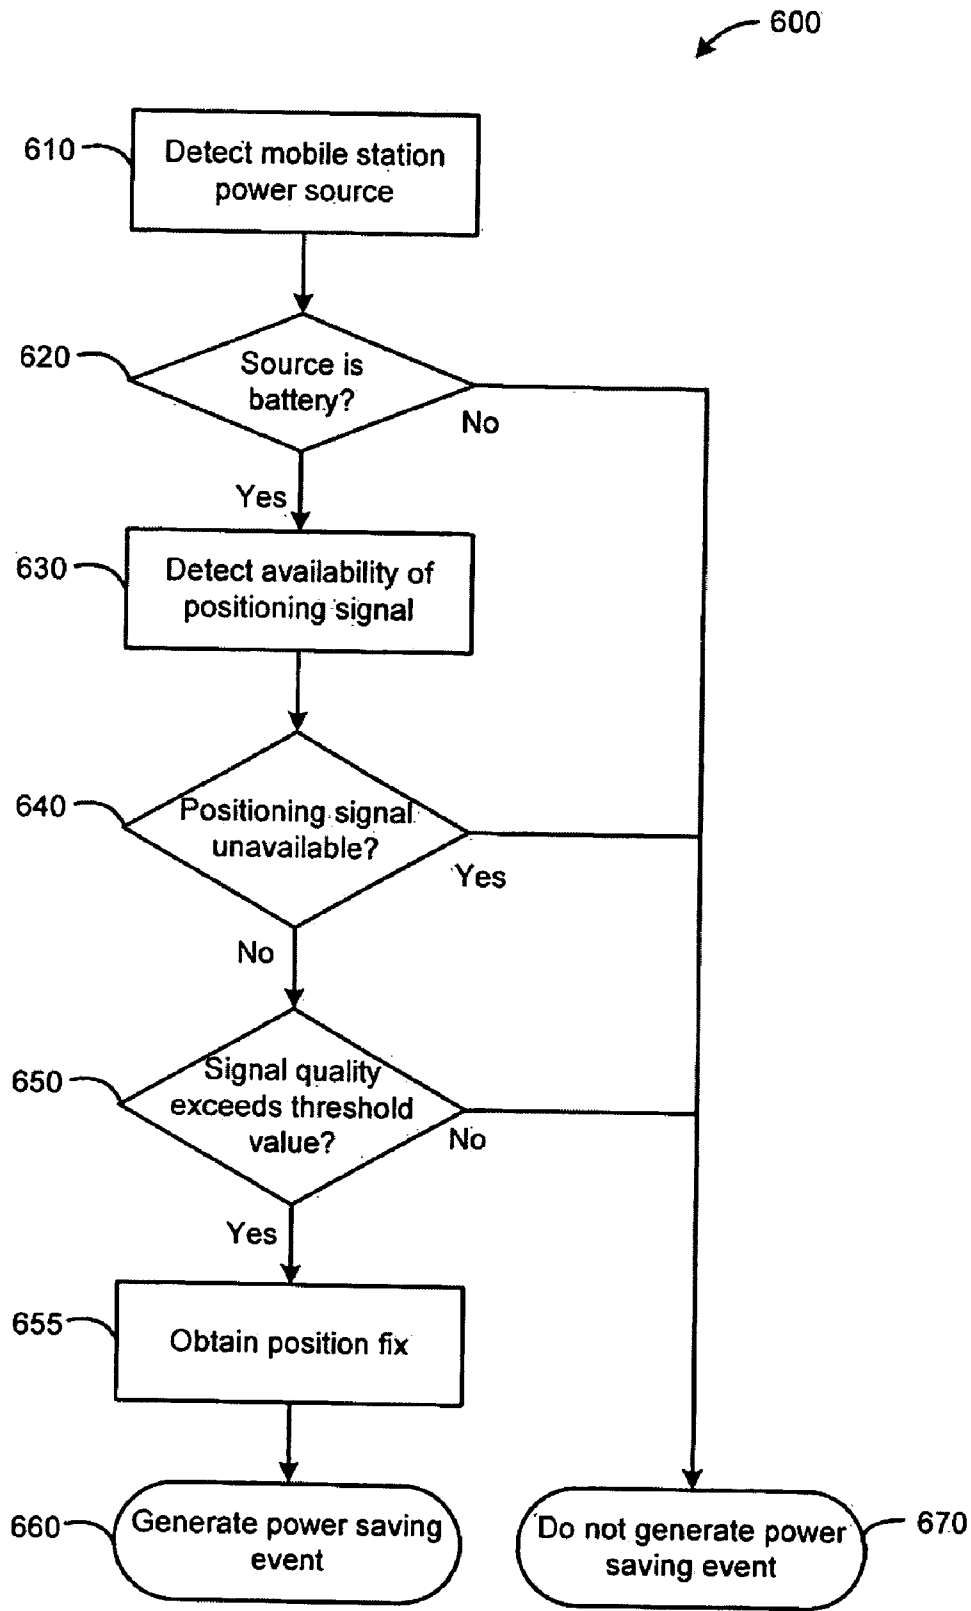 600
610
Detect mobile station
power source
620
Source is
battery?
No
Yes
630
Detect availability of
positioning signal
640
Positioning signal
unavailable?
Yes
No
650
Signal quality
exceeds threshold
value?
No
Yes
655
Obtain position fix
660
Generate power saving
event
Do not generate power
saving event
670